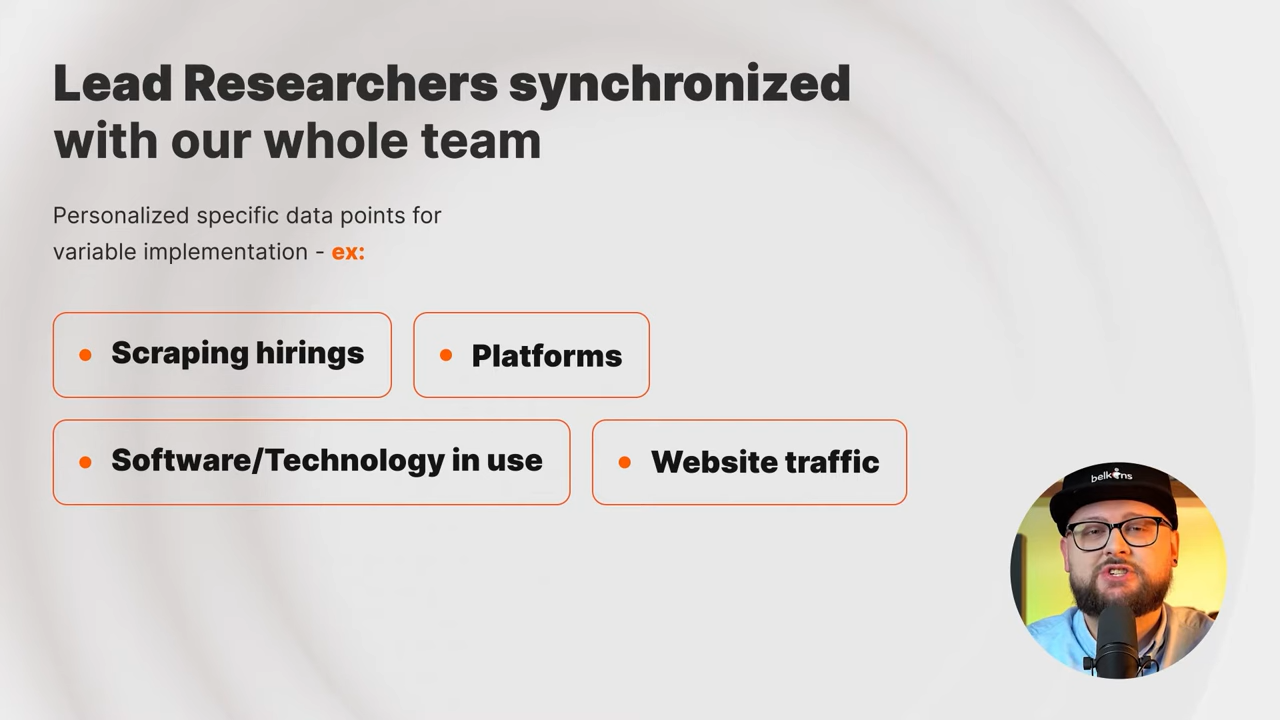 Lead Researchers synchronized
with our whole team
Personalized specific data points for
variable implementation - ex:
Scraping hirings
Platforms
Software/Technology in use
Website traffic
belkins